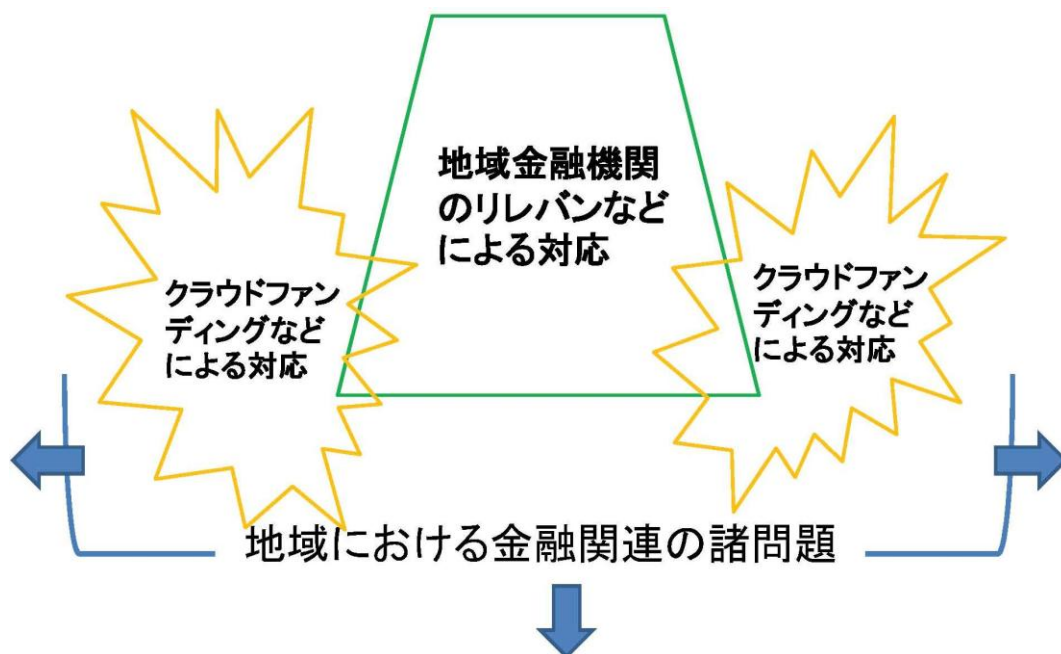 地域金融機関
のリレバンなど
による対応
クラウドファン
ディングなど
による対応
クラウドファン
ディングなど
による対応
地域における金融関連の諸問題